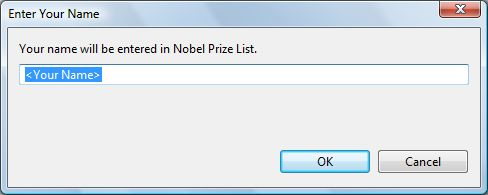 Enter Your Name
Your name will be entered in Nobel Prize List.
<Your Name>
OK
Cancel